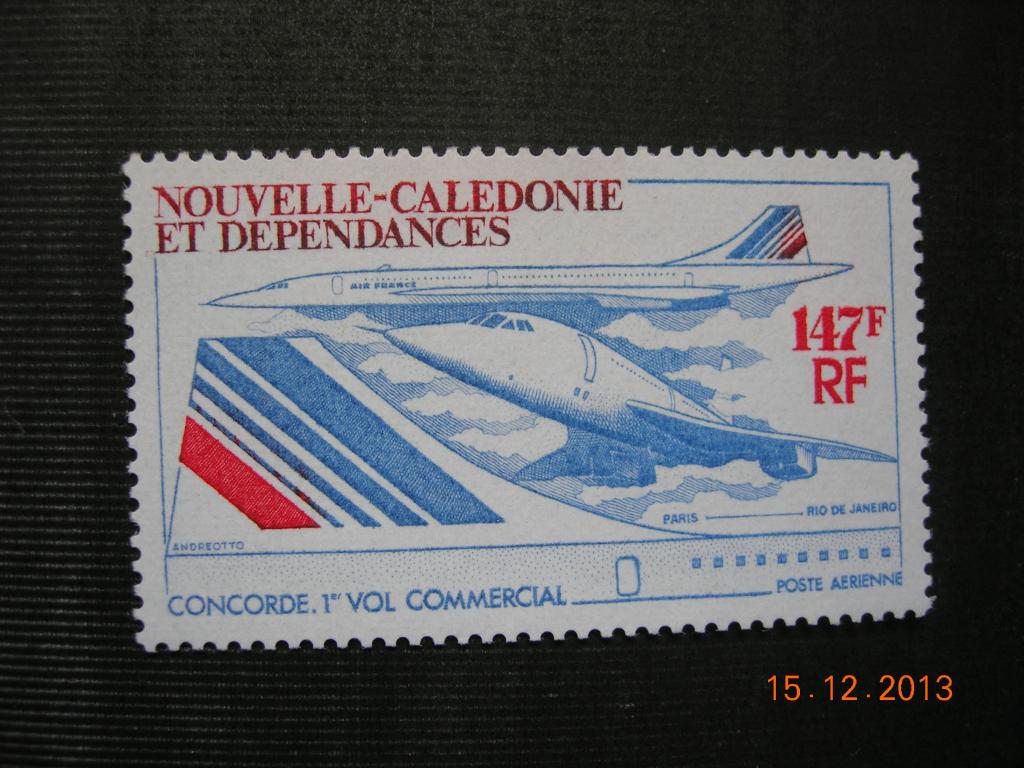 NOUVELLE-CALEDONIE
ET DEPENDANCES
AIR FRANCE
147F
RF
PARIS RIO DE JANEIRO
ANDREOTTO
CONCORDE. 1er VOL COMMERCIAL
POSTE AERIENNE
15.12.2013